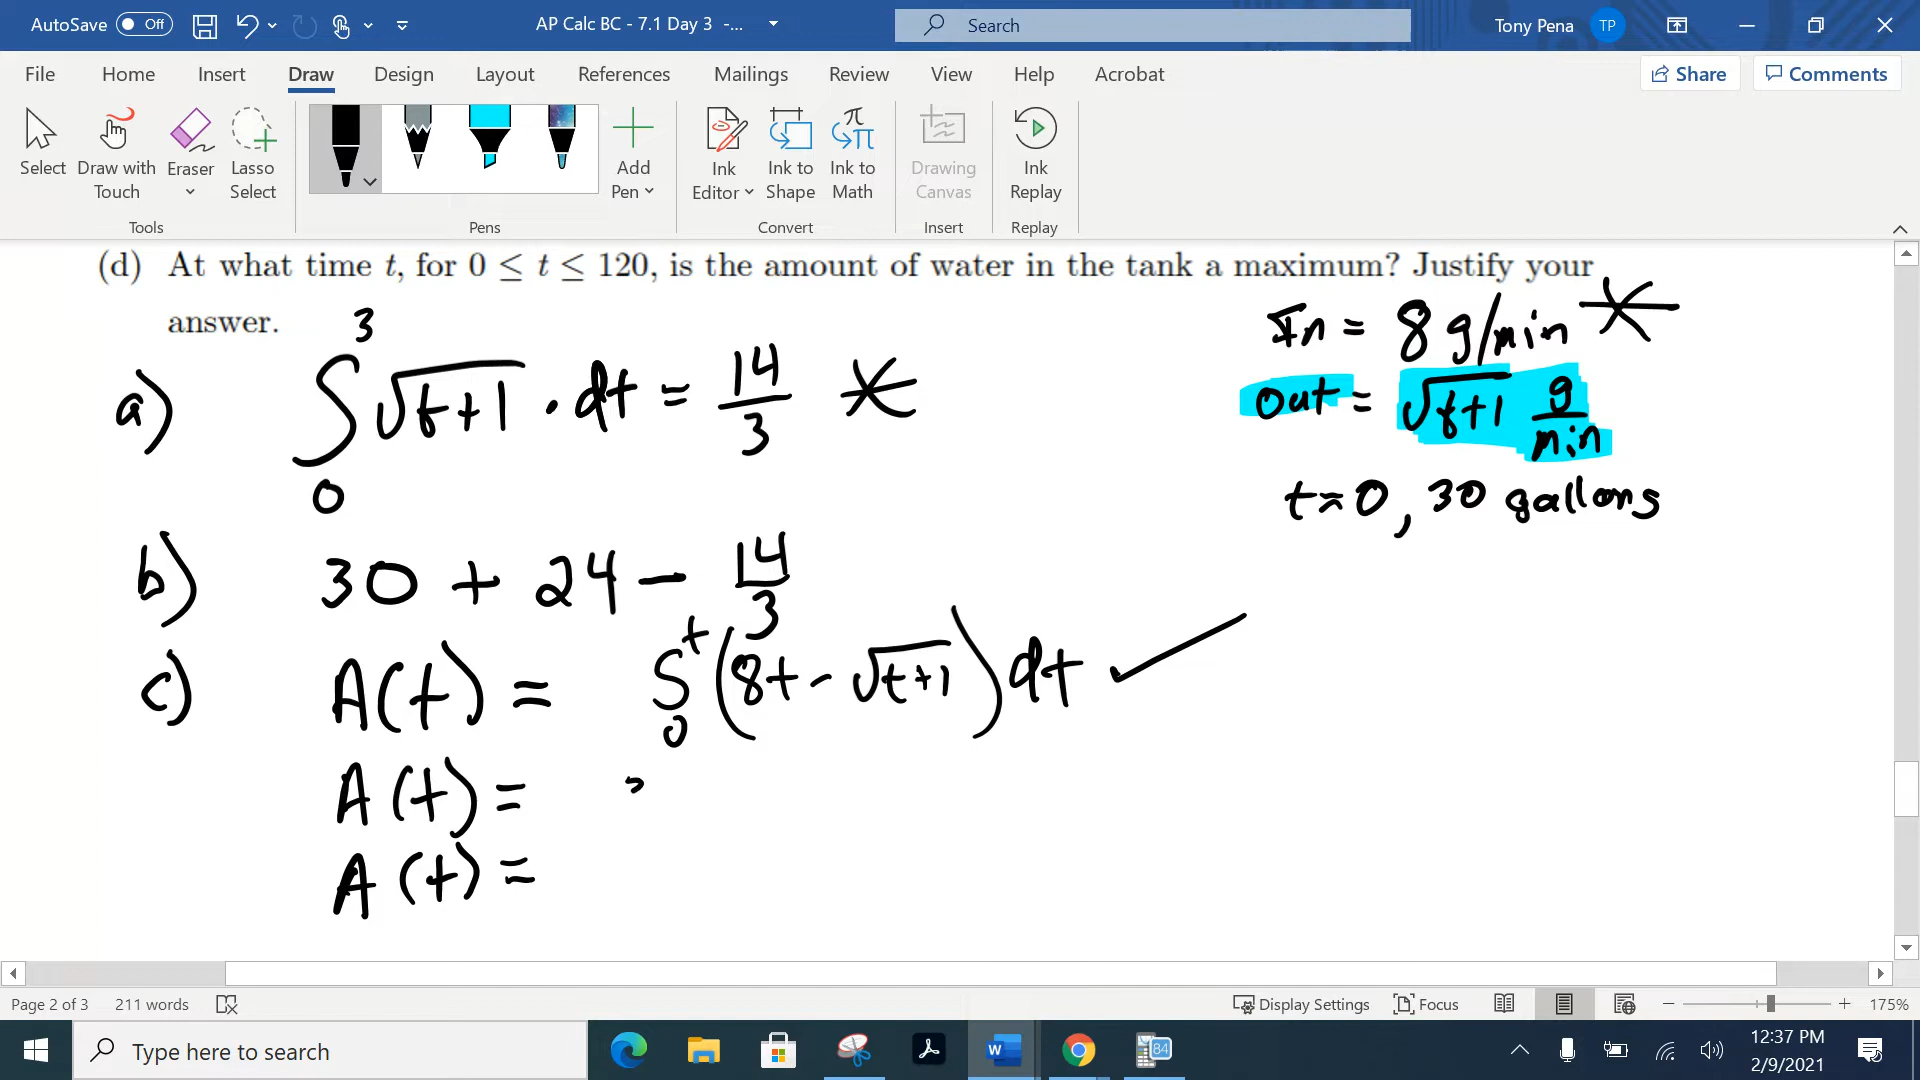 AutoSave Off AP Calc BC - 7.1 Day 3 -... Search Tony Pena TP
File Home Insert Draw Design Layout References Mailings Review View Help Acrobat Share Comments
Select Draw with Touch Eraser Lasso Select Add Pen Ink Editor Ink to Shape Ink to Math Drawing Canvas Ink Replay
Tools Pens Convert Insert Replay
(d) At what time t, for 0 ≤ t ≤ 120, is the amount of water in the tank a maximum? Justify your
answer.
In = 8 g/min
out = √(t+1) g/min
t=0, 30 gallons
a) ∫₀³ √(t+1) · dt = 14/3
b) 30 + 24 - 14/3
c) A(t) = ∫₀ᵗ (8t - √(t+1)) dt ✓
A(t) =
A(t) =
Page 2 of 3 211 words Display Settings Focus 175%
Type here to search W 84 12:37 PM
2/9/2021